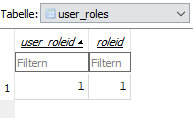 Tabelle: user_roles
user_roleid roleid
Filtern Filtern
1 1 1